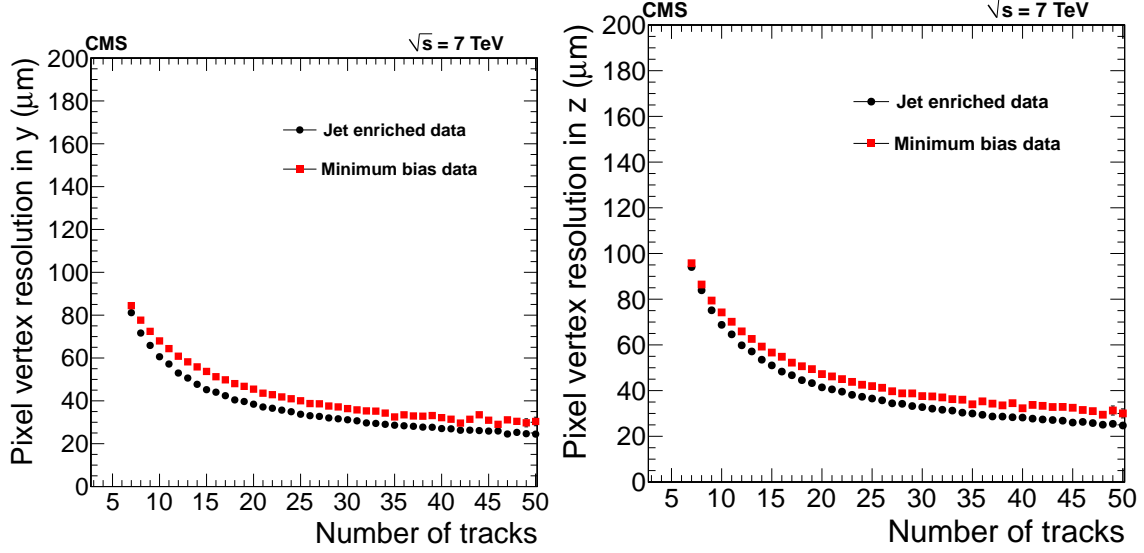 CMS √s = 7 TeV
Pixel vertex resolution in y (μm)
200
180
160
140
120
100
80
60
40
20
0
Jet enriched data
Minimum bias data
5 10 15 20 25 30 35 40 45 50
Number of tracks
CMS √s = 7 TeV
Pixel vertex resolution in z (μm)
200
180
160
140
120
100
80
60
40
20
0
Jet enriched data
Minimum bias data
5 10 15 20 25 30 35 40 45 50
Number of tracks